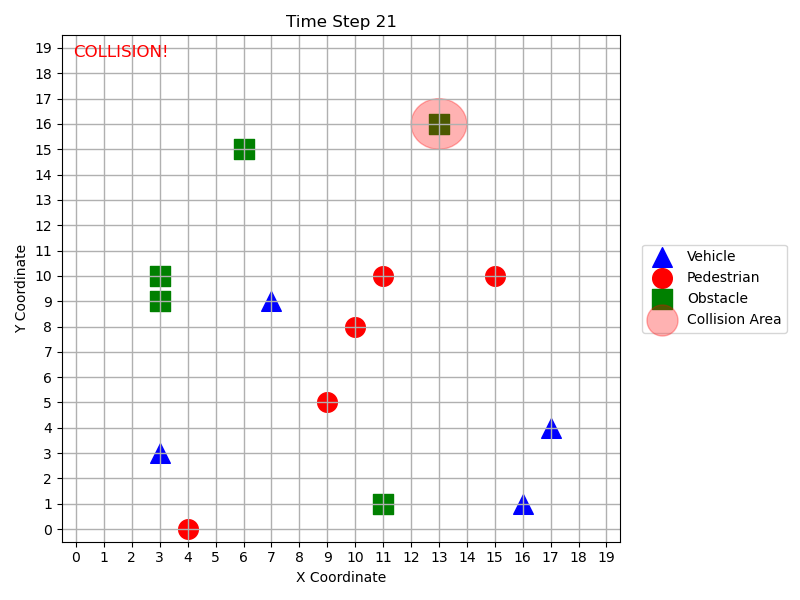 Time Step 21
COLLISION!
19
18
17
16
15
14
13
12
11
10
9
8
7
6
5
4
3
2
1
0
Y Coordinate
0 1 2 3 4 5 6 7 8 9 10 11 12 13 14 15 16 17 18 19
X Coordinate
Vehicle
Pedestrian
Obstacle
Collision Area